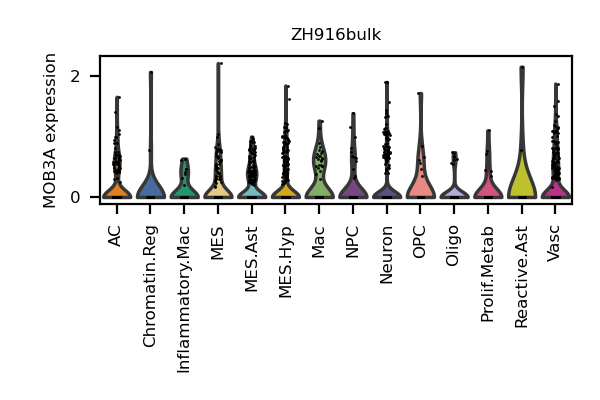 ZH916bulk
MOB3A expression
2
0
AC
Chromatin.Reg
Inflammatory.Mac
MES
MES.Ast
MES.Hyp
Mac
NPC
Neuron
OPC
Oligo
Prolif.Metab
Reactive.Ast
Vasc